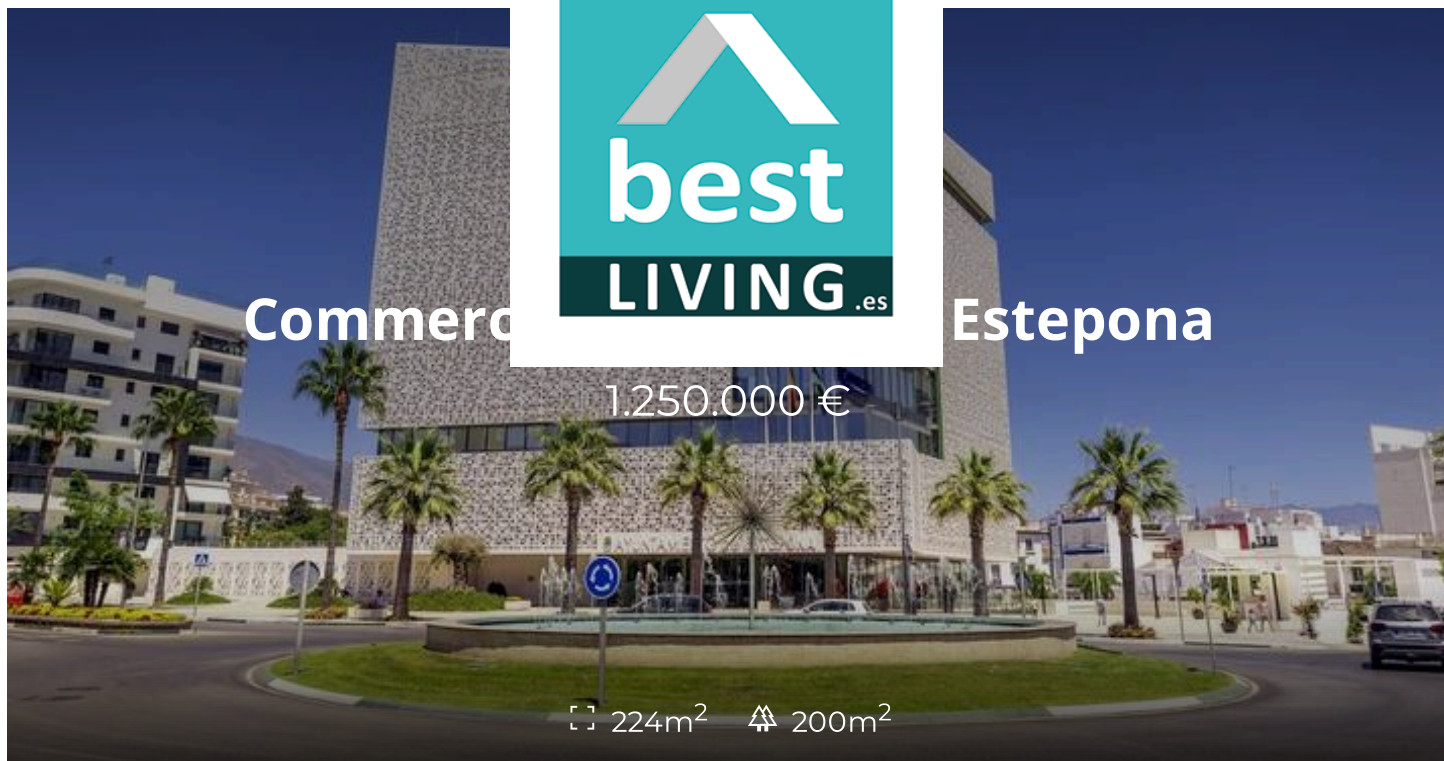 best
LIVING.es
Commerc Estepona
1.250.000 €
224m² 200m²